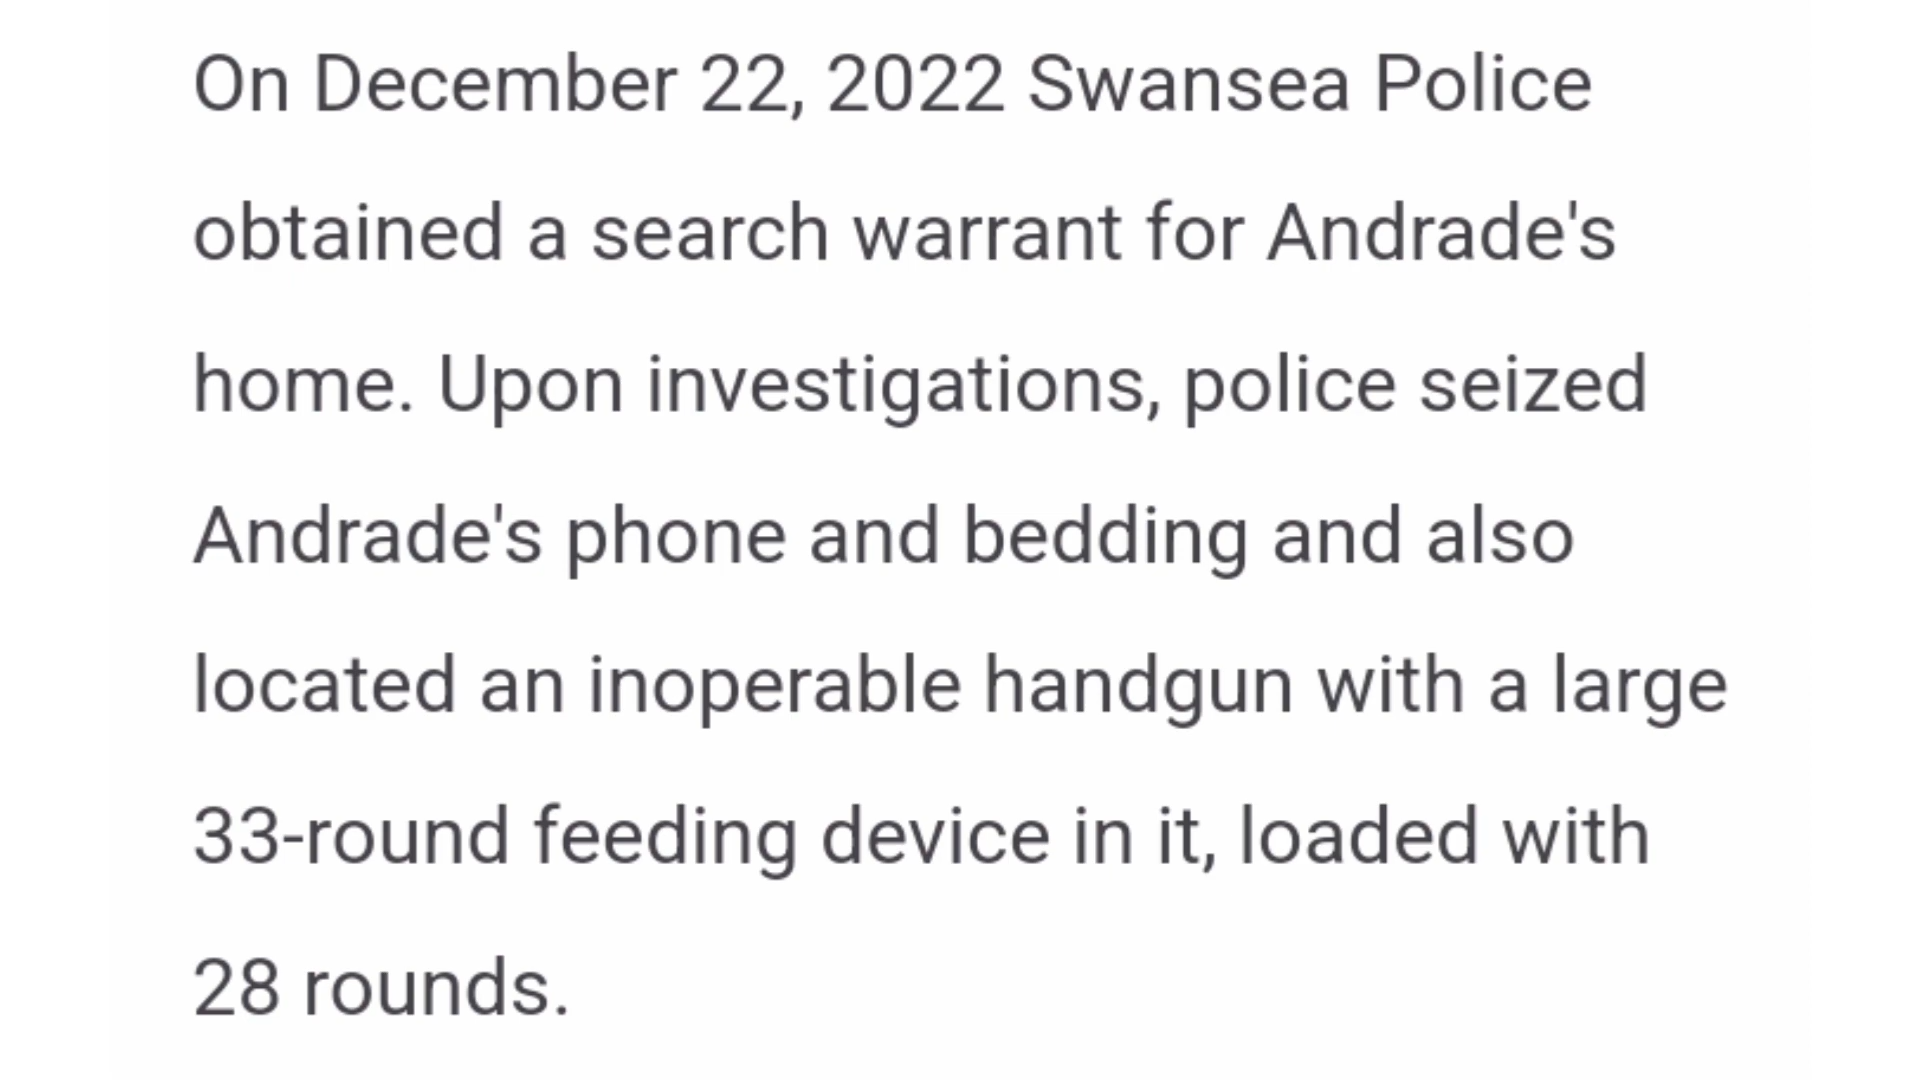 On December 22, 2022 Swansea Police
obtained a search warrant for Andrade's
home. Upon investigations, police seized
Andrade's phone and bedding and also
located an inoperable handgun with a large
33-round feeding device in it, loaded with
28 rounds.